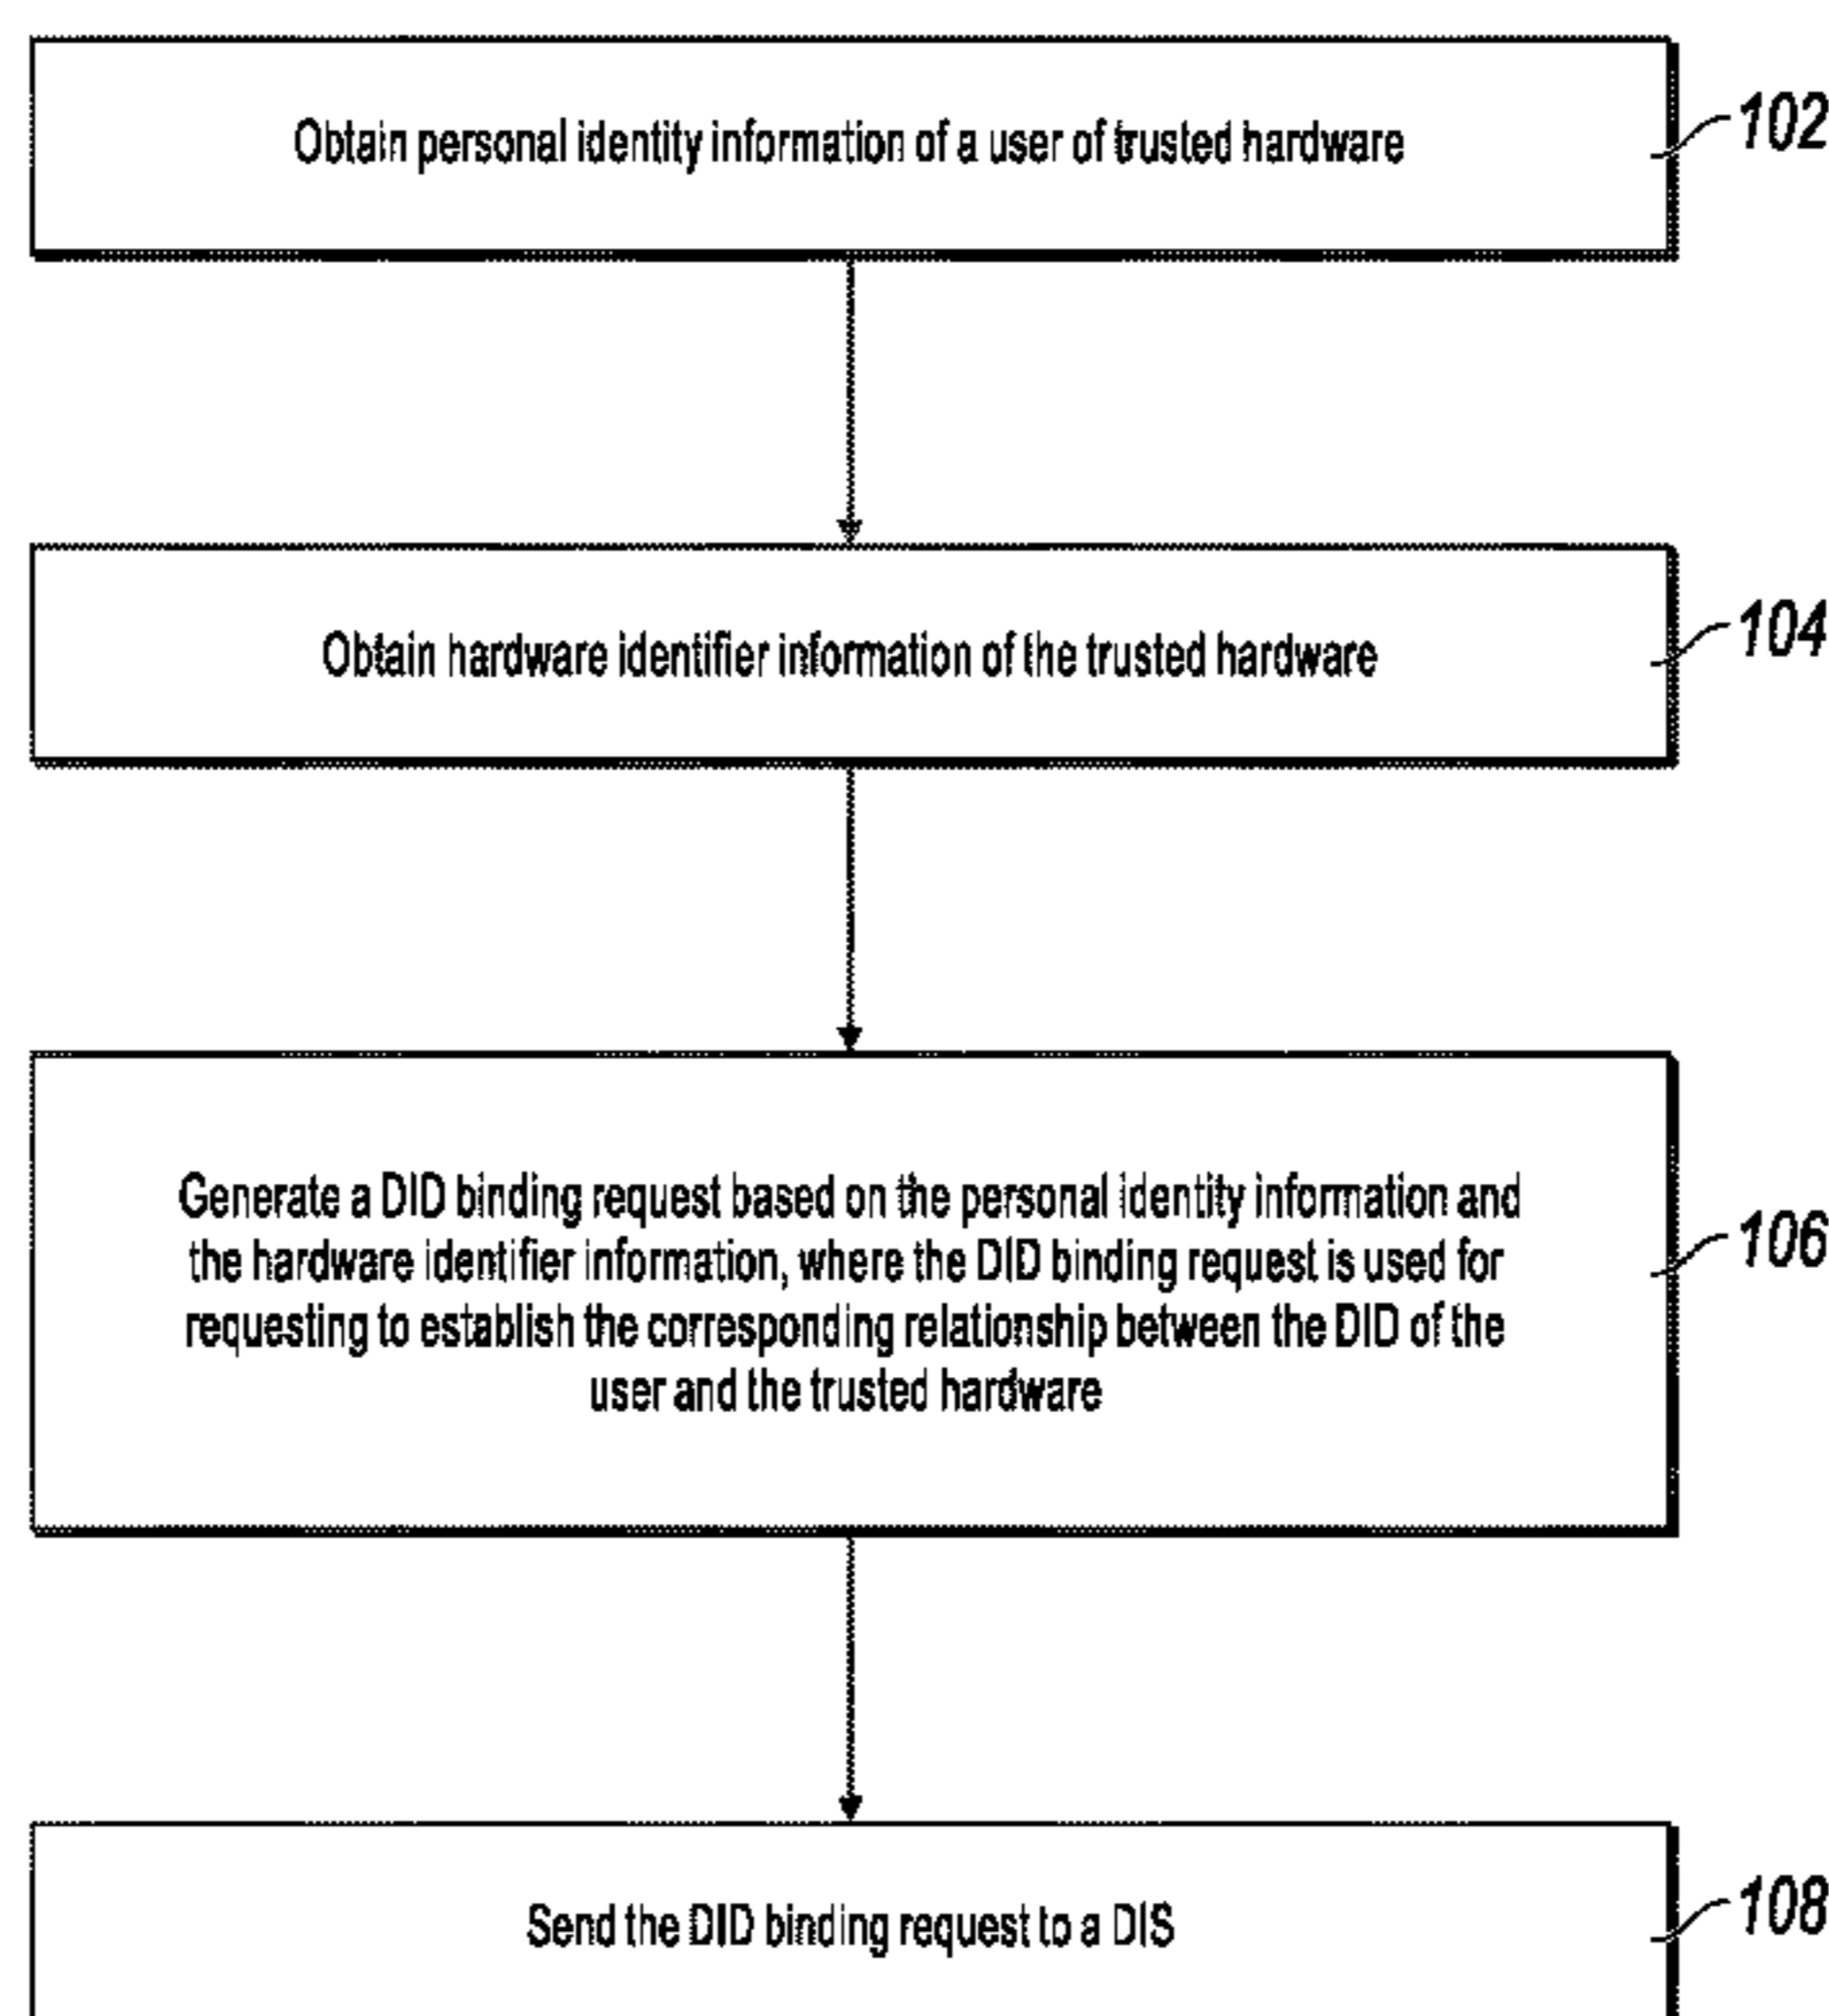 Obtain personal identity information of a user of trusted hardware
102
Obtain hardware identifier information of the trusted hardware
104
Generate a DID binding request based on the personal identity information and
the hardware identifier information, where the DID binding request is used for
requesting to establish the corresponding relationship between the DID of the
user and the trusted hardware
106
Send the DID binding request to a DIS
108